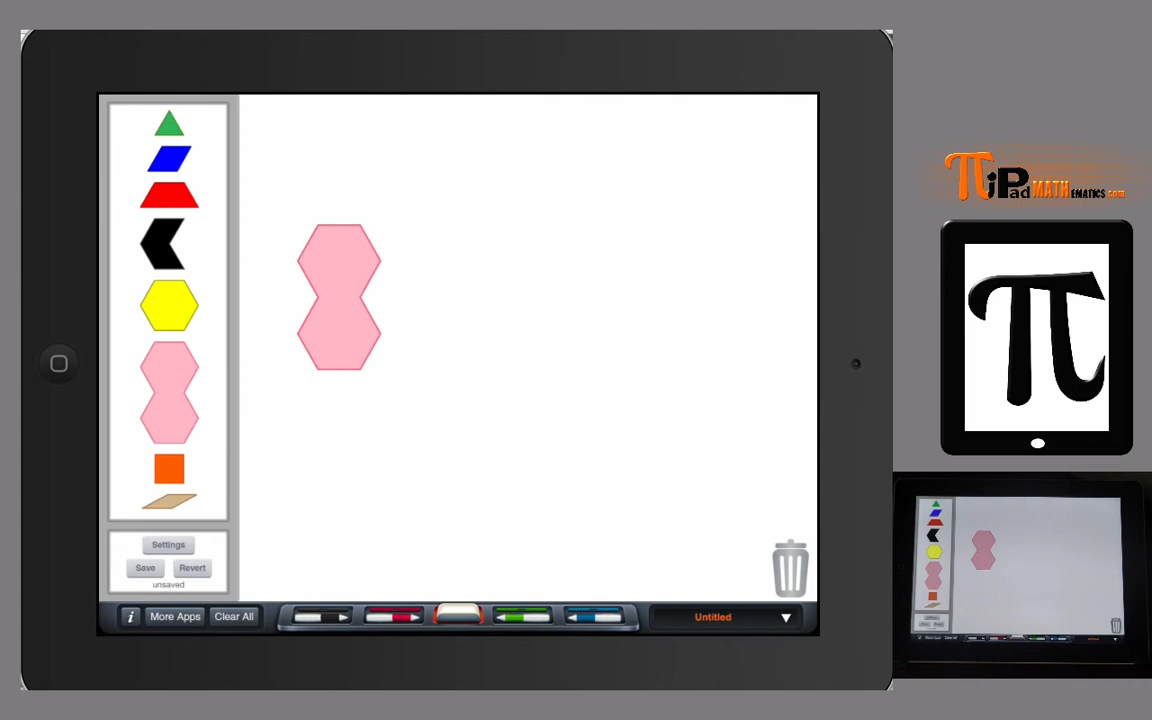 Settings
Save Revert
unsaved
i More Apps Clear All
Untitled
π iPad MATHEMATICS.com
π